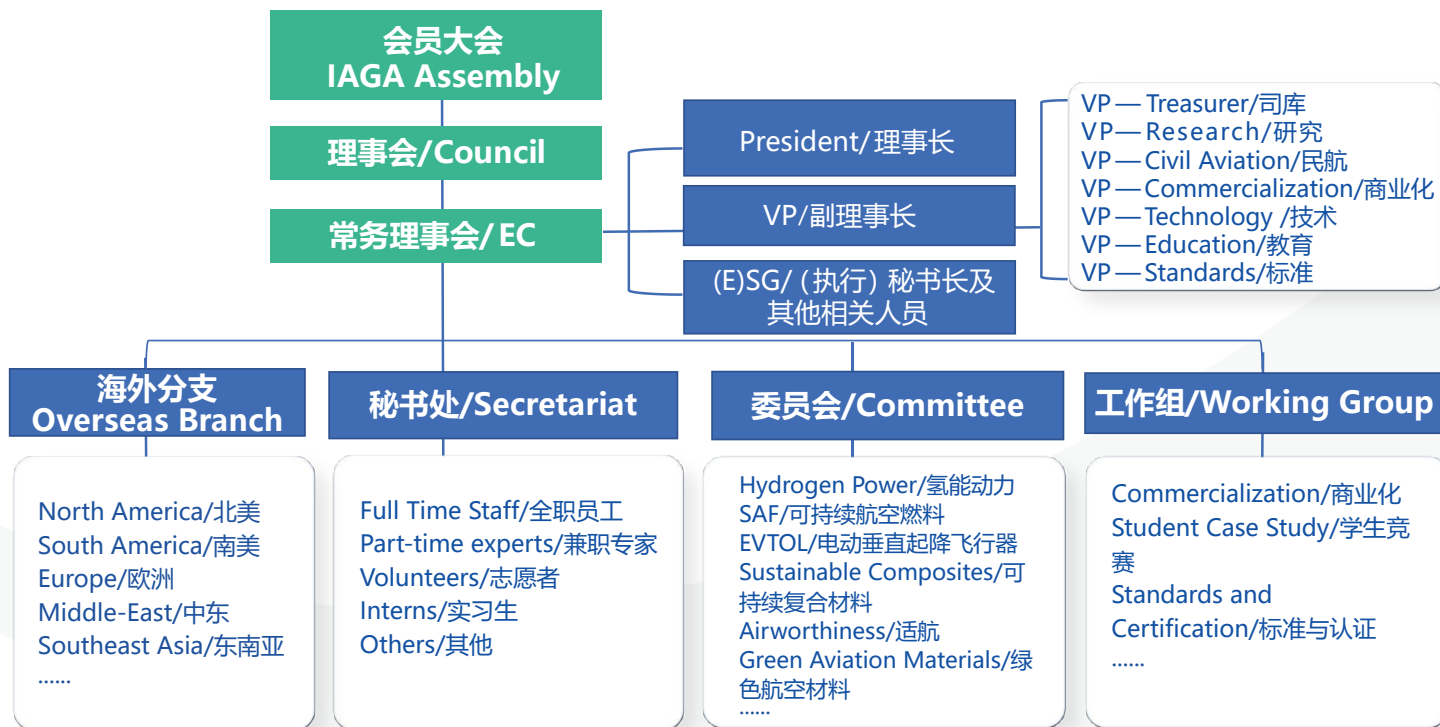 会员大会
IAGA Assembly
理事会/Council
常务理事会/ EC
President/ 理事长
VP/副理事长
(E)SG/（执行）秘书长及
其他相关人员
VP — Treasurer/司库
VP— Research/研究
VP — Civil Aviation/民航
VP — Commercialization/商业化
VP — Technology /技术
VP — Education/教育
VP — Standards/标准
海外分支
Overseas Branch
North America/北美
South America/南美
Europe/欧洲
Middle-East/中东
Southeast Asia/东南亚
......
秘书处/Secretariat
Full Time Staff/全职员工
Part-time experts/兼职专家
Volunteers/志愿者
Interns/实习生
Others/其他
委员会/Committee
Hydrogen Power/氢能动力
SAF/可持续航空燃料
EVTOL/电动垂直起降飞行器
Sustainable Composites/可
持续复合材料
Airworthiness/适航
Green Aviation Materials/绿
色航空材料
......
工作组/Working Group
Commercialization/商业化
Student Case Study/学生竞
赛
Standards and
Certification/标准与认证
......